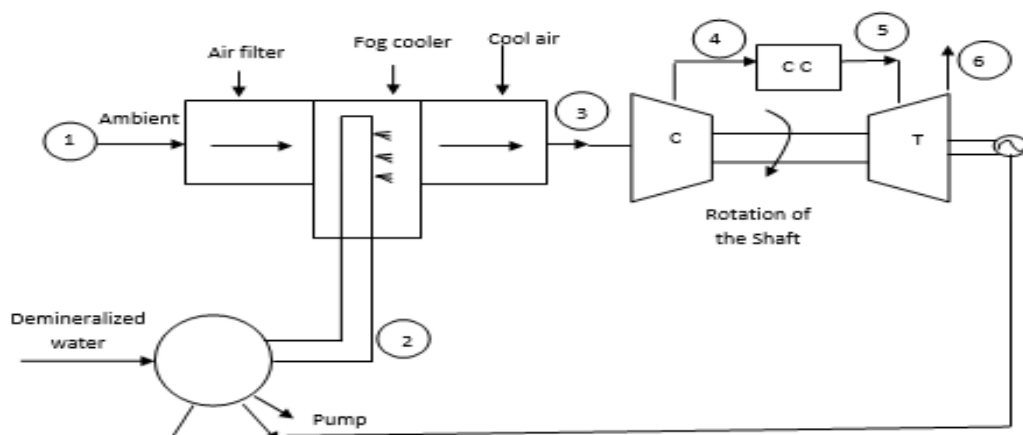 Air filter
Fog cooler
Cool air
4
5
C C
6
1
Ambient
3
C
T
Rotation of
the Shaft
Demineralized
water
2
Pump